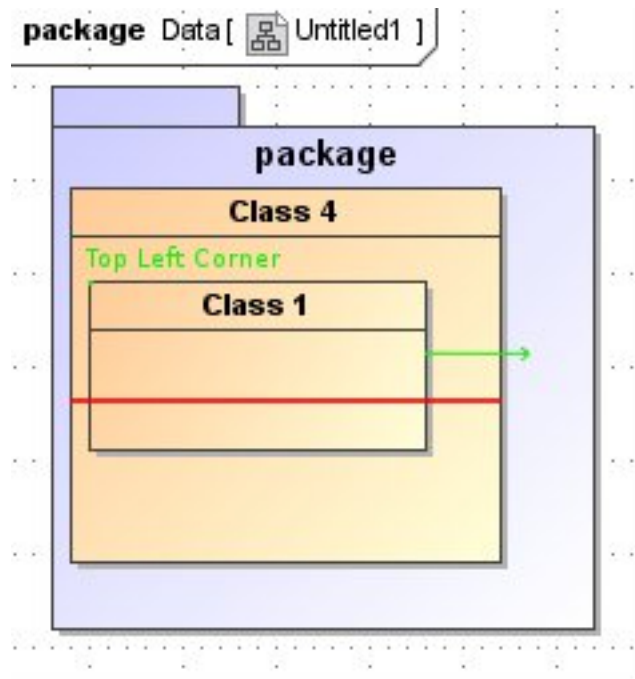 package Data [ Untitled1 ]
package
Class 4
Top Left Corner
Class 1